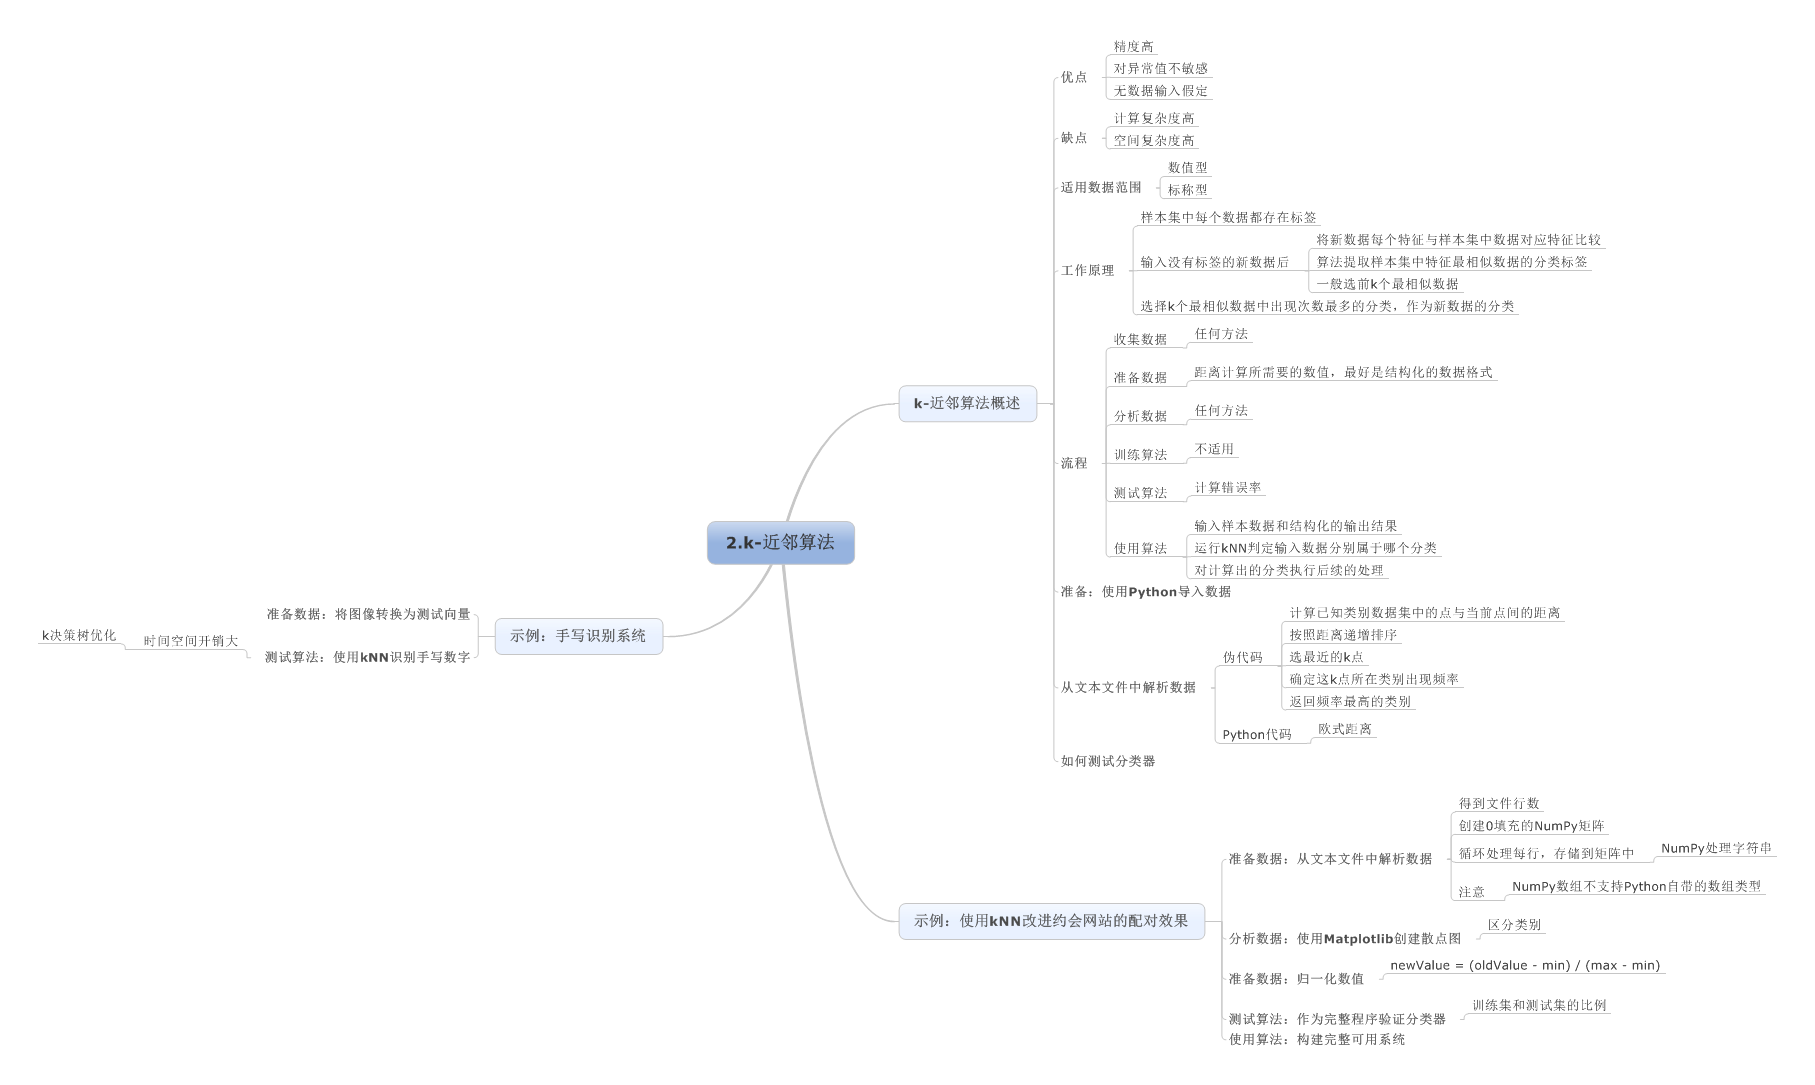 2.k-近邻算法
k-近邻算法概述
优点
精度高
对异常值不敏感
无数据输入假定
缺点
计算复杂度高
空间复杂度高
适用数据范围
数值型
标称型
工作原理
样本集中每个数据都存在标签
输入没有标签的新数据后
将新数据每个特征与样本集中数据对应特征比较
算法提取样本集中特征最相似数据的分类标签
一般选前k个最相似数据
选择k个最相似数据中出现次数最多的分类，作为新数据的分类
流程
收集数据
任何方法
准备数据
距离计算所需要的数值，最好是结构化的数据格式
分析数据
任何方法
训练算法
不适用
测试算法
计算错误率
使用算法
输入样本数据和结构化的输出结果
运行kNN判定输入数据分别属于哪个分类
对计算出的分类执行后续的处理
准备：使用Python导入数据
从文本文件中解析数据
伪代码
计算已知类别数据集中的点与当前点间的距离
按照距离递增排序
选最近的k点
确定这k点所在类别出现频率
返回频率最高的类别
Python代码
欧式距离
如何测试分类器
示例：手写识别系统
准备数据：将图像转换为测试向量
测试算法：使用kNN识别手写数字
时间空间开销大
k决策树优化
示例：使用kNN改进约会网站的配对效果
准备数据：从文本文件中解析数据
得到文件行数
创建0填充的NumPy矩阵
循环处理每行，存储到矩阵中
NumPy处理字符串
注意
NumPy数组不支持Python自带的数组类型
分析数据：使用Matplotlib创建散点图
区分类别
准备数据：归一化数值
newValue = (oldValue - min) / (max - min)
测试算法：作为完整程序验证分类器
训练集和测试集的比例
使用算法：构建完整可用系统